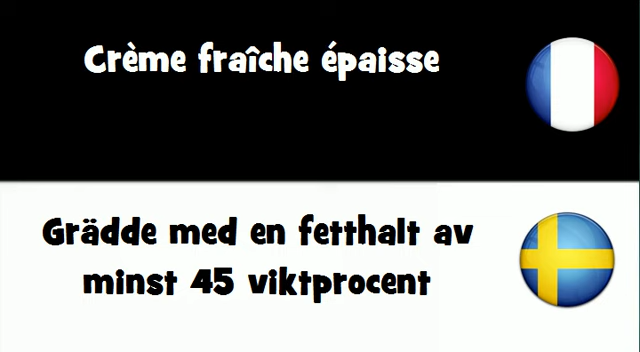 Crème fraîche épaisse
Grädde med en fetthalt av
minst 45 viktprocent